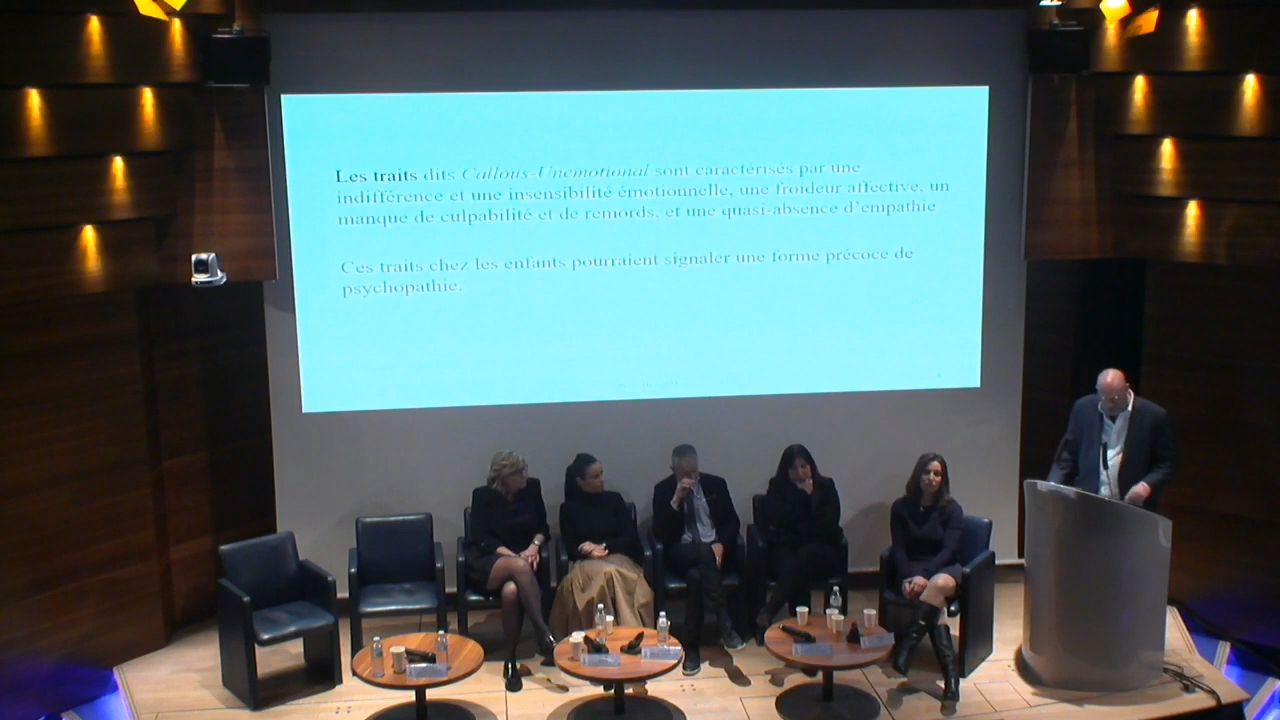 Les traits dits Callous-Unemotional sont caractérisés par une
indifférence et une insensibilité émotionnelle, une froideur affective, un
manque de culpabilité et de remords, et une quasi-absence d'empathie
Ces traits chez les enfants pourraient signaler une forme précoce de
psychopathie.